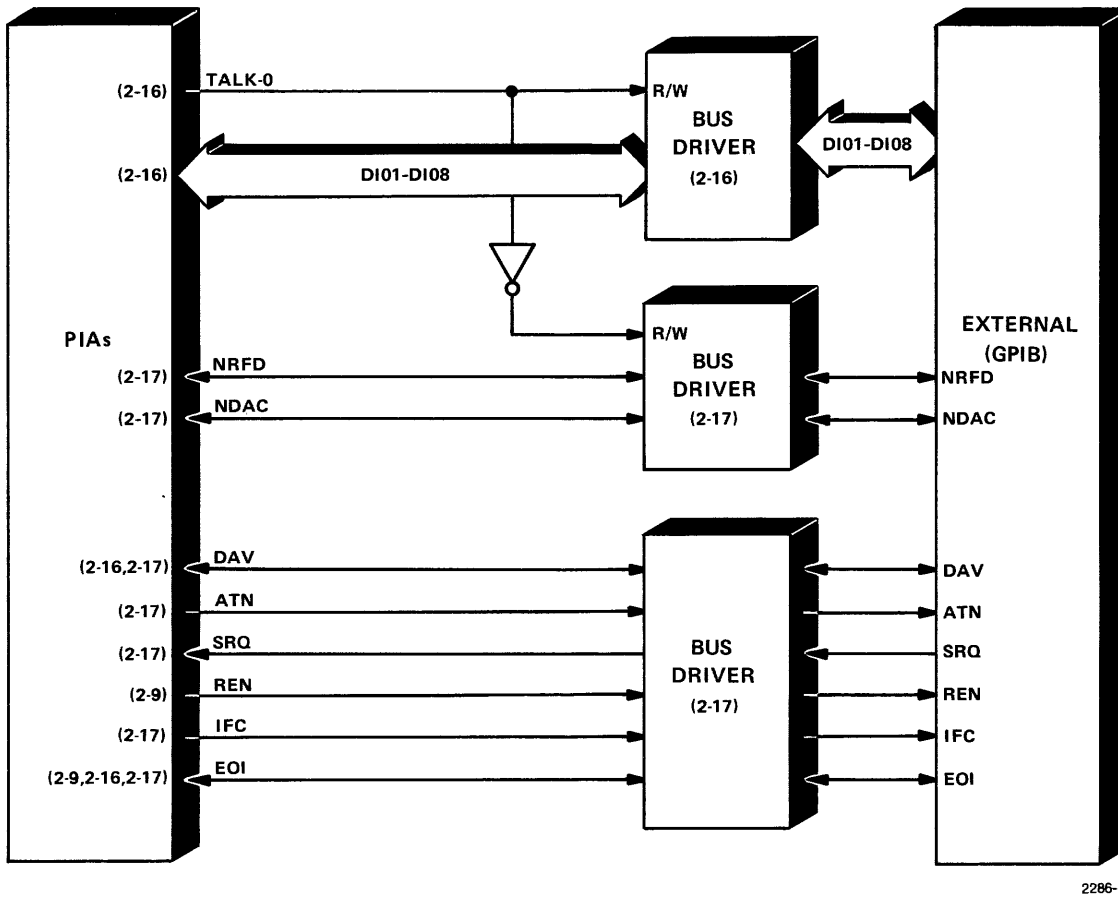 TALK-0
(2-16)
R/W
BUS
DRIVER
(2-16)
DI01-DI08
(2-16)
DI01-DI08
PIAs
R/W
BUS
DRIVER
(2-17)
EXTERNAL
(GPIB)
(2-17)
NRFD
NRFD
(2-17)
NDAC
NDAC
(2-16,2-17)
DAV
DAV
(2-17)
ATN
ATN
(2-17)
SRQ
SRQ
BUS
DRIVER
(2-17)
(2-9)
REN
REN
(2-17)
IFC
IFC
(2-9,2-16,2-17)
EOI
EOI
2286-